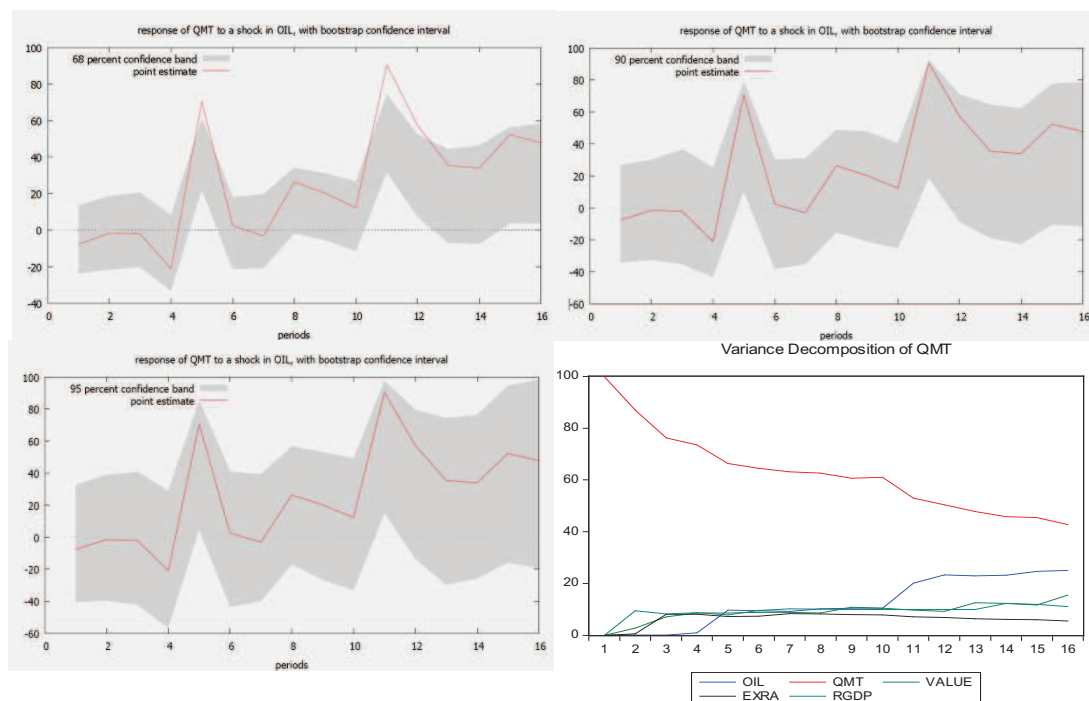 response of QMT to a shock in OIL, with bootstrap confidence interval
100
80
60
40
20
0
-20
-40
68 percent confidence band
point estimate
0 2 4 6 8 10 12 14 16
periods
response of QMT to a shock in OIL, with bootstrap confidence interval
100
80
60
40
20
0
-20
-40
-60
90 percent confidence band
point estimate
0 2 4 6 8 10 12 14 16
periods
response of QMT to a shock in OIL, with bootstrap confidence interval
100
80
60
40
20
0
-20
-40
-60
95 percent confidence band
point estimate
0 2 4 6 8 10 12 14 16
periods
Variance Decomposition of QMT
100
80
60
40
20
0
1 2 3 4 5 6 7 8 9 10 11 12 13 14 15 16
OIL QMT VALUE
EXRA RGDP